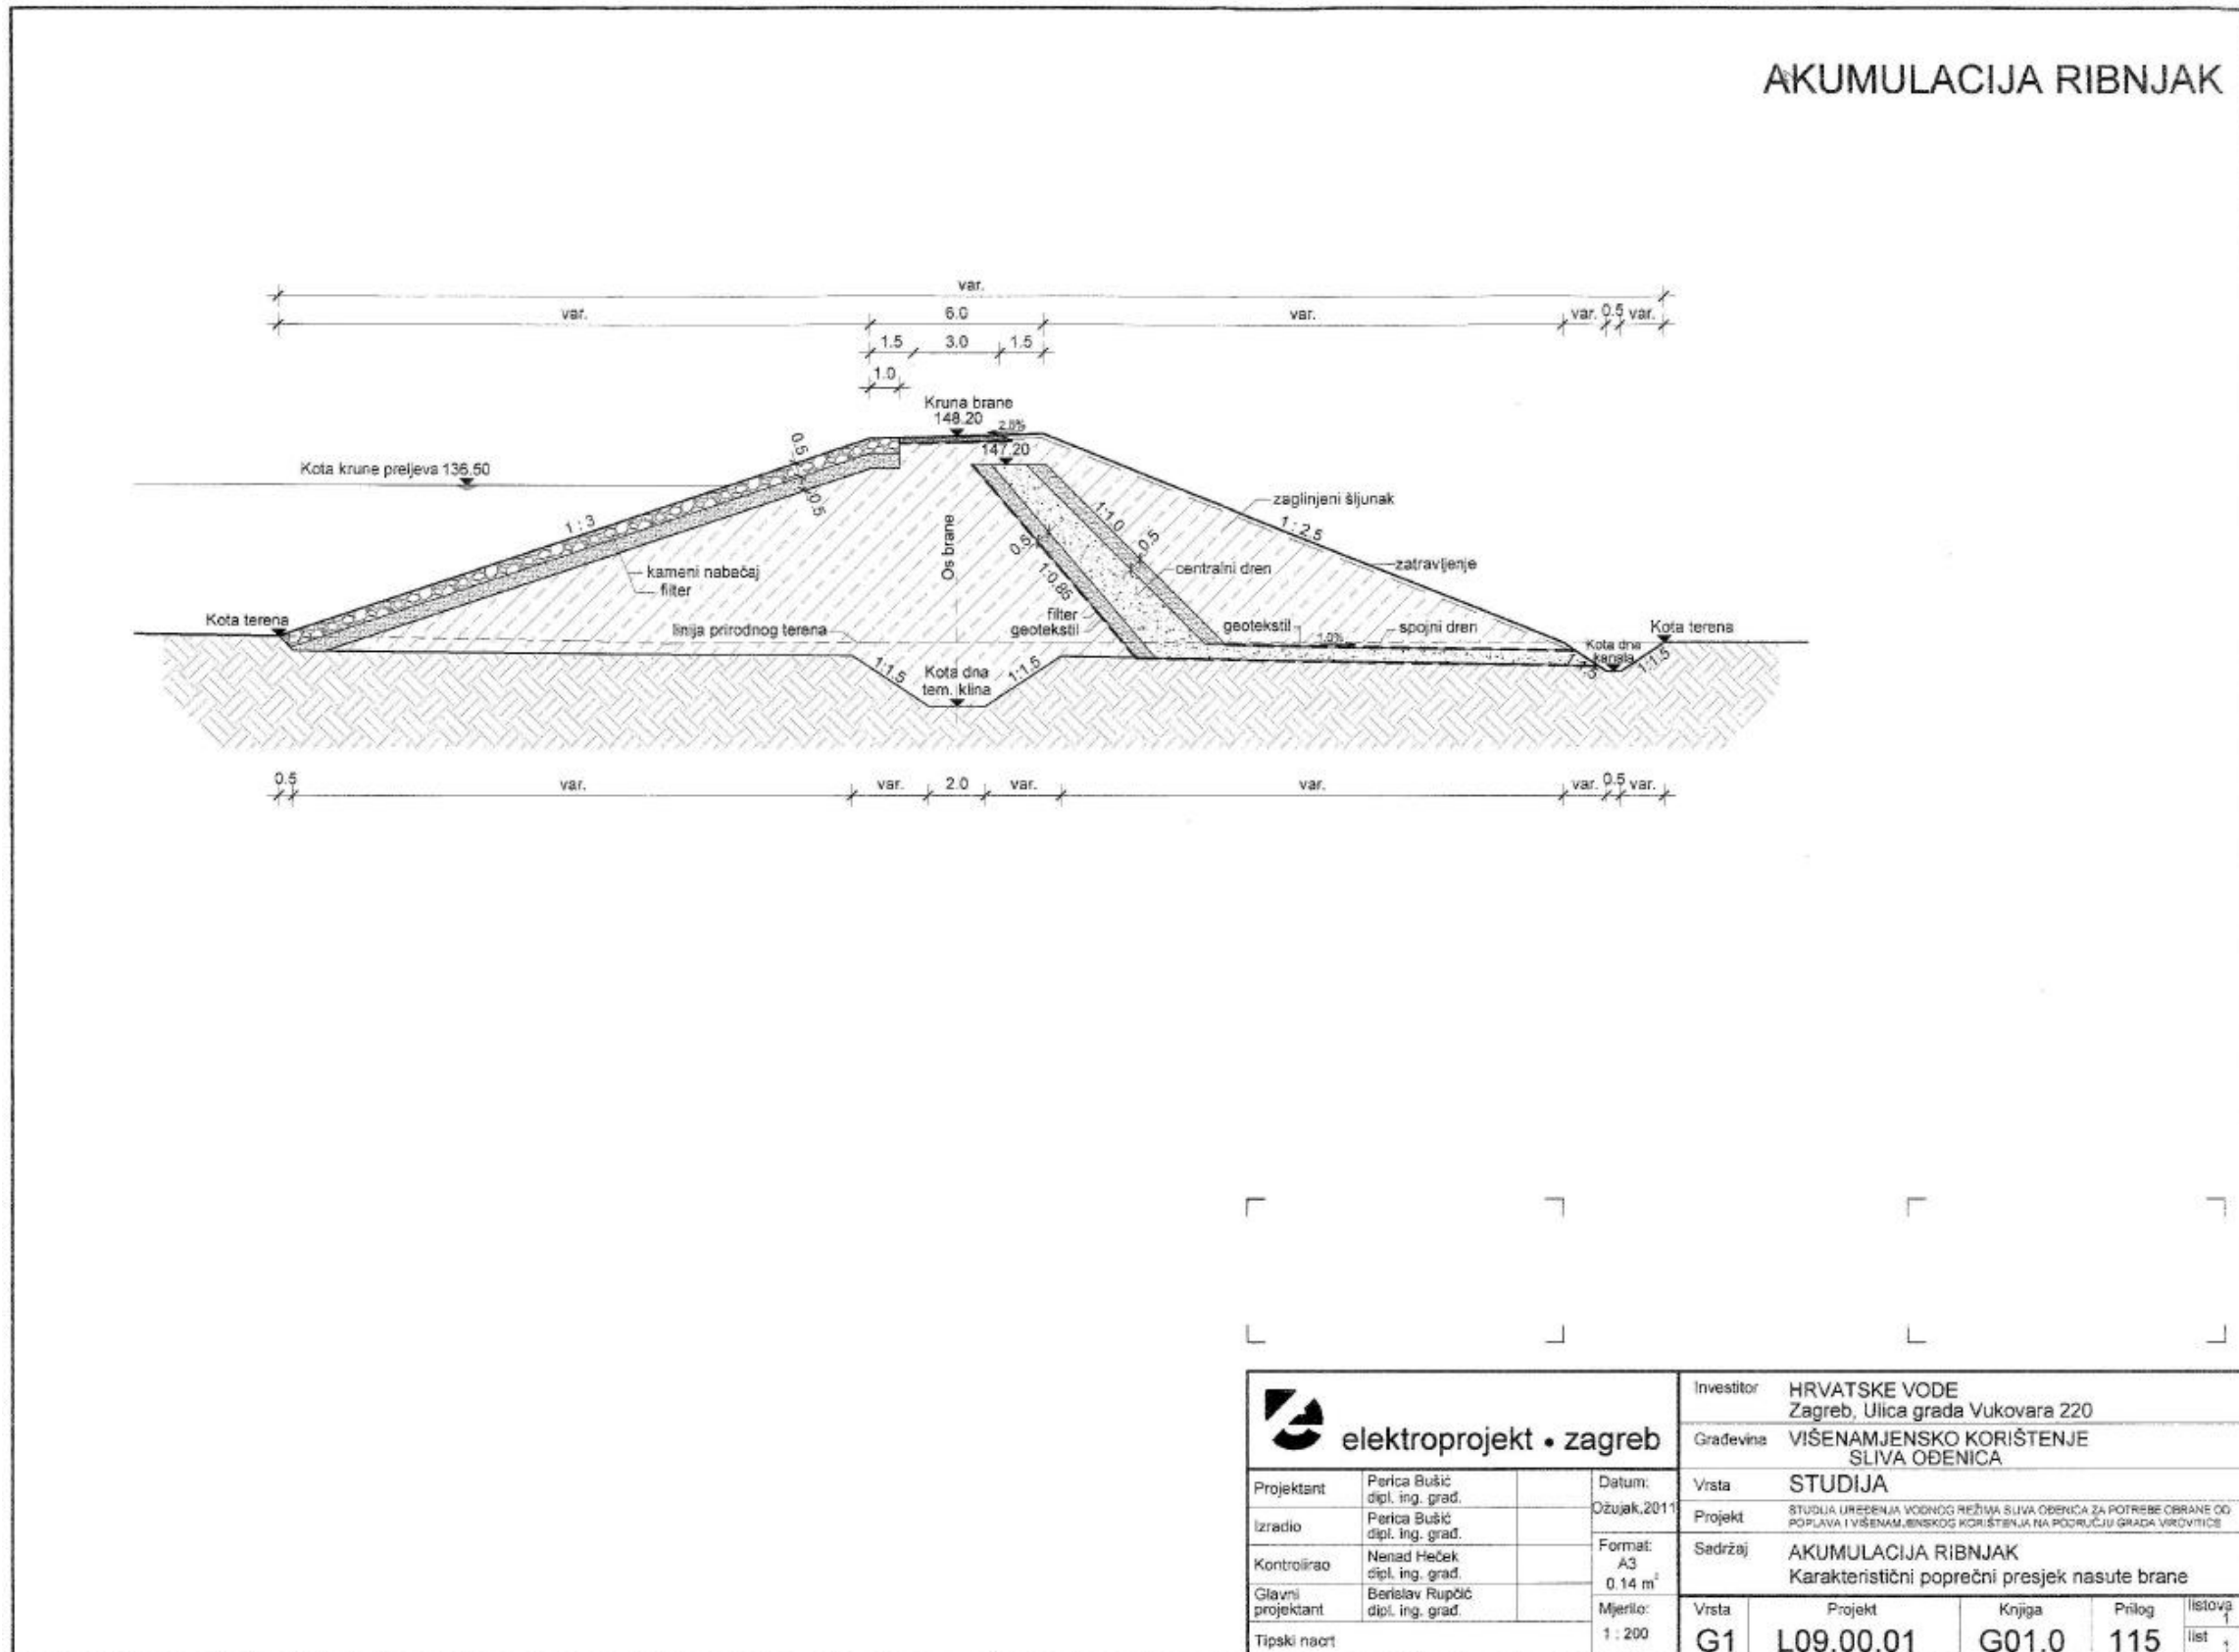 AKUMULACIJA RIBNJAK
var.
var.
6.0
var.
var.
0.5
var.
1.5
3.0
1.5
1.0
Kruna brane
148.20
2.0%
147.20
Kota krune preljeva 136.50
0.5
0.5
1:3
zaglinjeni šljunak
1:2.5
1:1.0
0.5
0.5
Os brane
centralni dren
zatravljenje
kameni nabačaj
filter
1:0.85
filter
geotekstil
Kota terena
linija prirodnog terena
geotekstil
1.0%
spojni dren
Kota terena
Kota dna
kanala
1:1.5
1:1.5
1:1.5
Kota dna
tem. klina
1:1.5
0.5
var.
var.
2.0
var.
var.
var.
0.5
var.
elektroprojekt • zagreb
Investitor
HRVATSKE VODE
Zagreb, Ulica grada Vukovara 220
Građevina
VIŠENAMJENSKO KORIŠTENJE
SLIVA OĐENICA
Projektant
Perica Bušić
dipl. ing. građ.
Datum:
Ožujak,2011
Vrsta
STUDIJA
Izradio
Perica Bušić
dipl. ing. građ.
Projekt
STUDIJA UREĐENJA VODNOG REŽIMA SLIVA OĐENICA ZA POTREBE OBRANE OD
POPLAVA I VIŠENAMJENSKOG KORIŠTENJA NA PODRUČJU GRADA VIROVITICE
Kontrolirao
Nenad Heček
dipl. ing. građ.
Format:
A3
0.14 m²
Sadržaj
AKUMULACIJA RIBNJAK
Karakteristični poprečni presjek nasute brane
Glavni
projektant
Berislav Rupčić
dipl. ing. građ.
Mjerilo:
1 : 200
Tipski nacrt
Vrsta
G1
Projekt
L09.00.01
Knjiga
G01.0
Prilog
115
listova
1
list